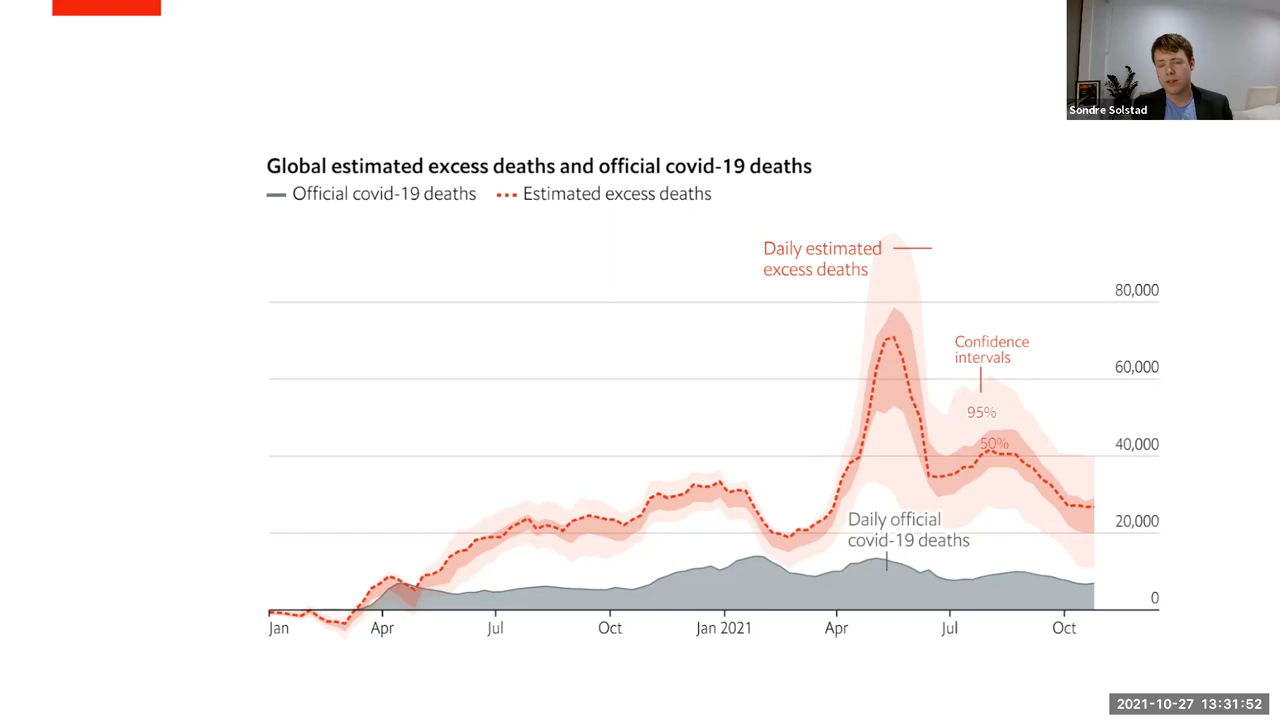 Sondre Solstad
Global estimated excess deaths and official covid-19 deaths
Official covid-19 deaths Estimated excess deaths
Daily estimated
excess deaths
80,000
Confidence
intervals
60,000
95%
50%
40,000
Daily official
covid-19 deaths
20,000
0
Jan Apr Jul Oct Jan 2021 Apr Jul Oct
2021-10-27 13:31:52